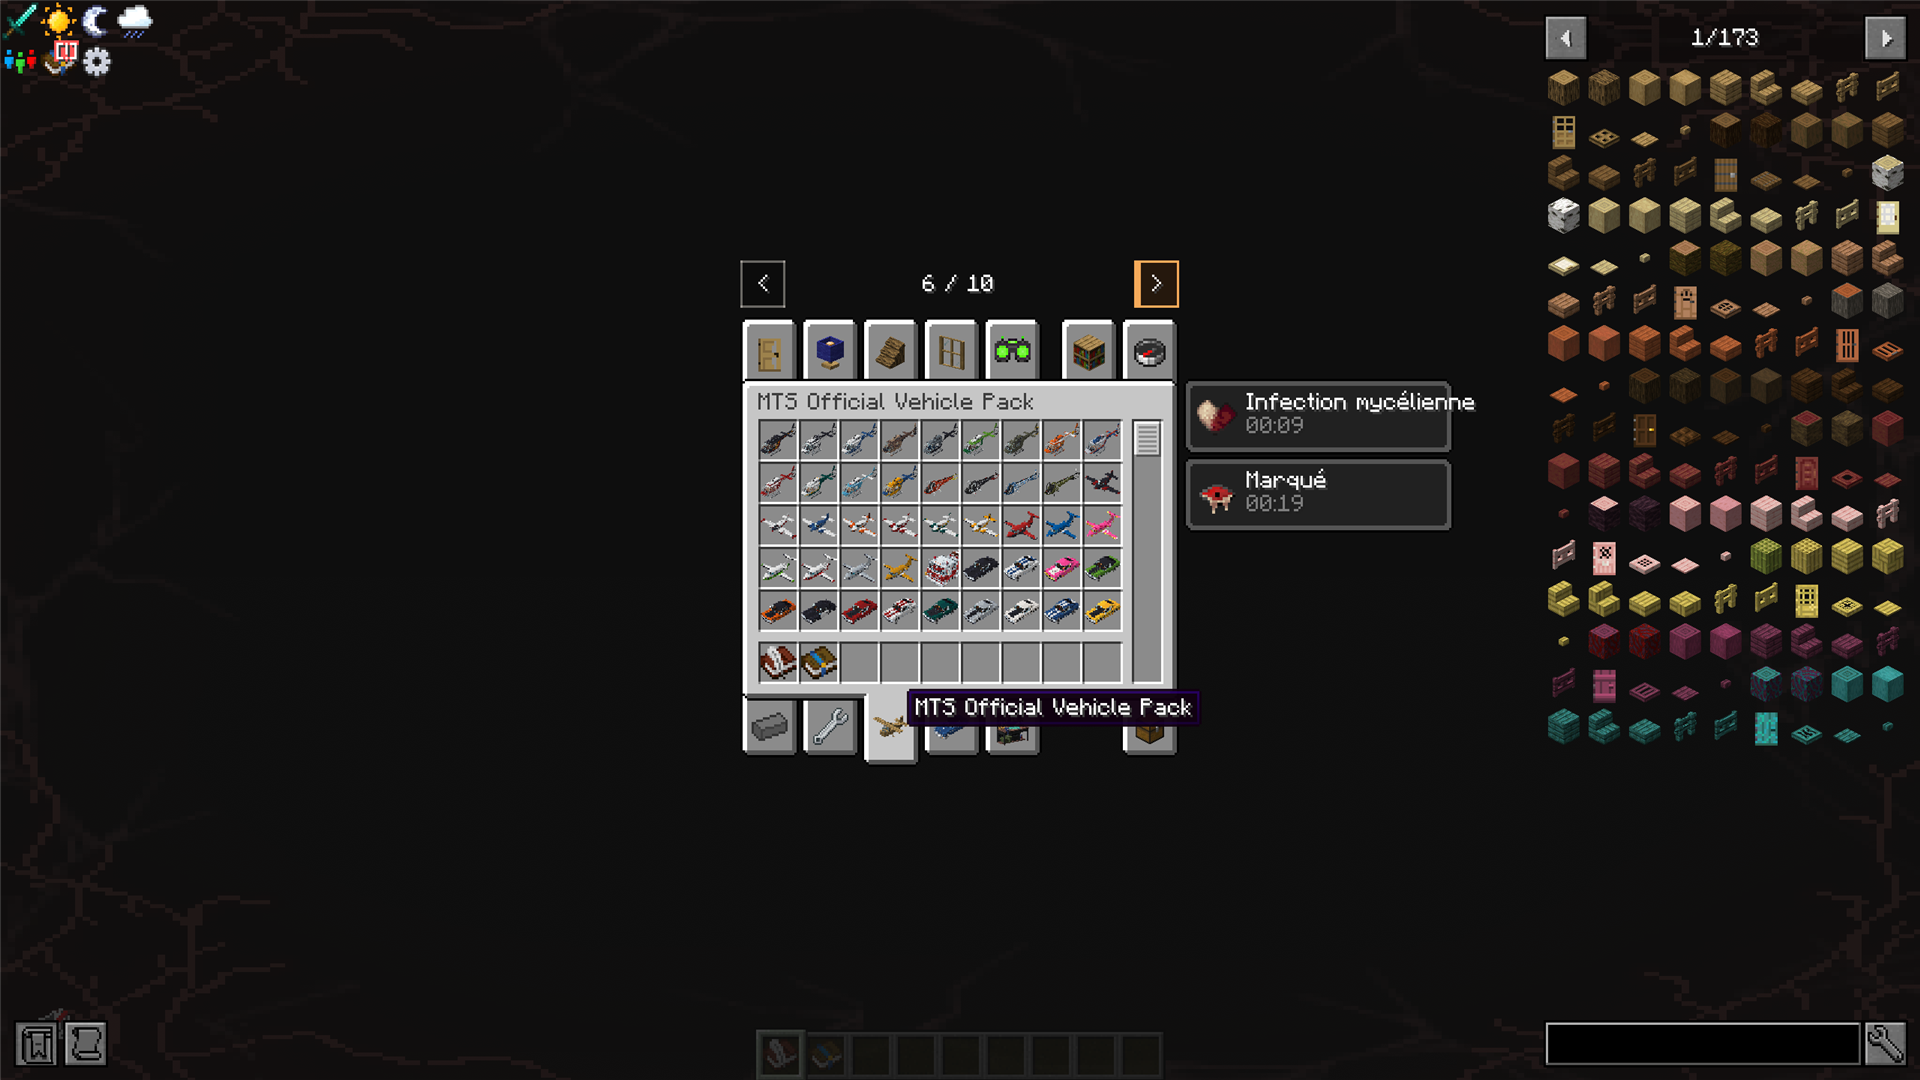 1/173
6 / 10
MTS Official Vehicle Pack
Infection mycélienne
00:09
Marqué
00:19
MTS Official Vehicle Pack